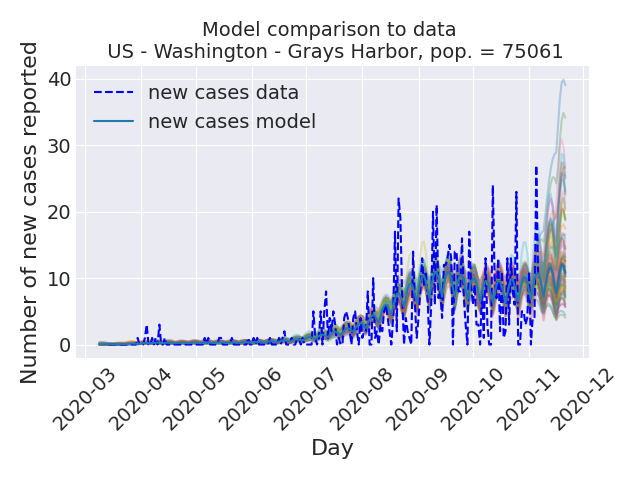 Model comparison to data
US - Washington - Grays Harbor, pop. = 75061
Number of new cases reported
40
30
20
10
0
new cases data
new cases model
2020-03
2020-04
2020-05
2020-06
2020-07
2020-08
2020-09
2020-10
2020-11
2020-12
Day